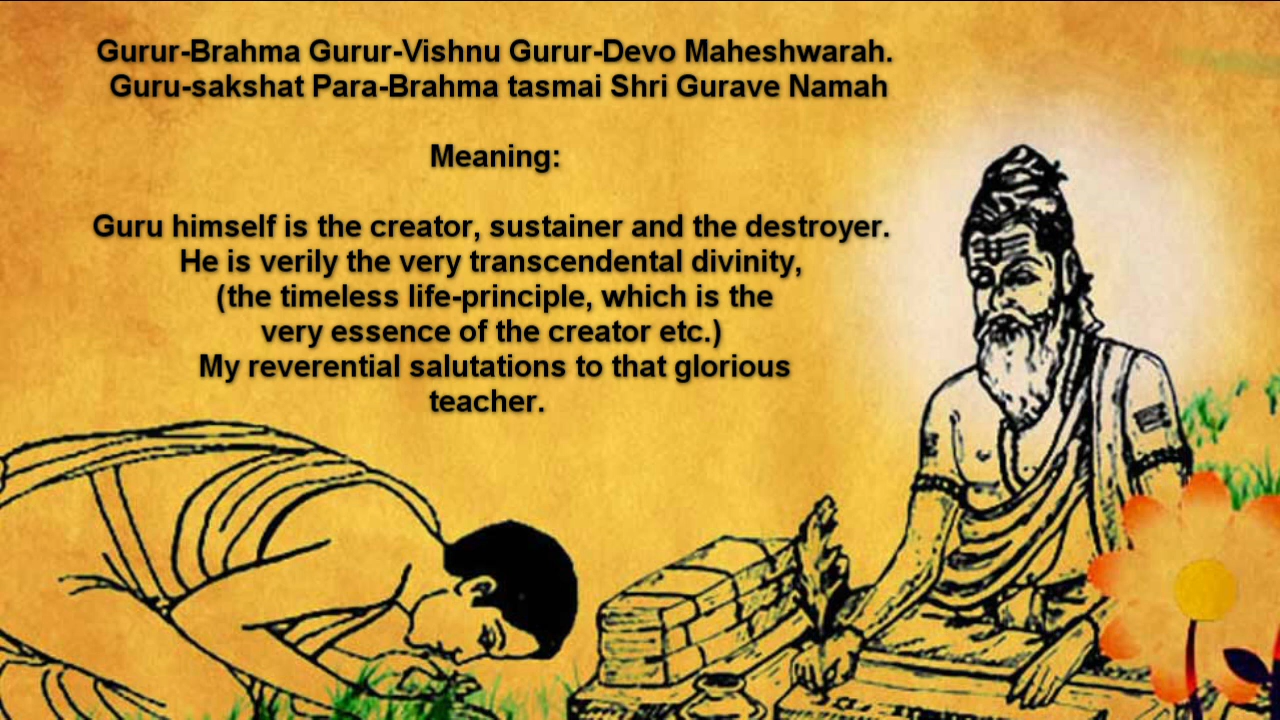 Gurur-Brahma Gurur-Vishnu Gurur-Devo Maheshwarah.
Guru-sakshat Para-Brahma tasmai Shri Gurave Namah
Meaning:
Guru himself is the creator, sustainer and the destroyer.
He is verily the very transcendental divinity,
(the timeless life-principle, which is the
very essence of the creator etc.)
My reverential salutations to that glorious
teacher.